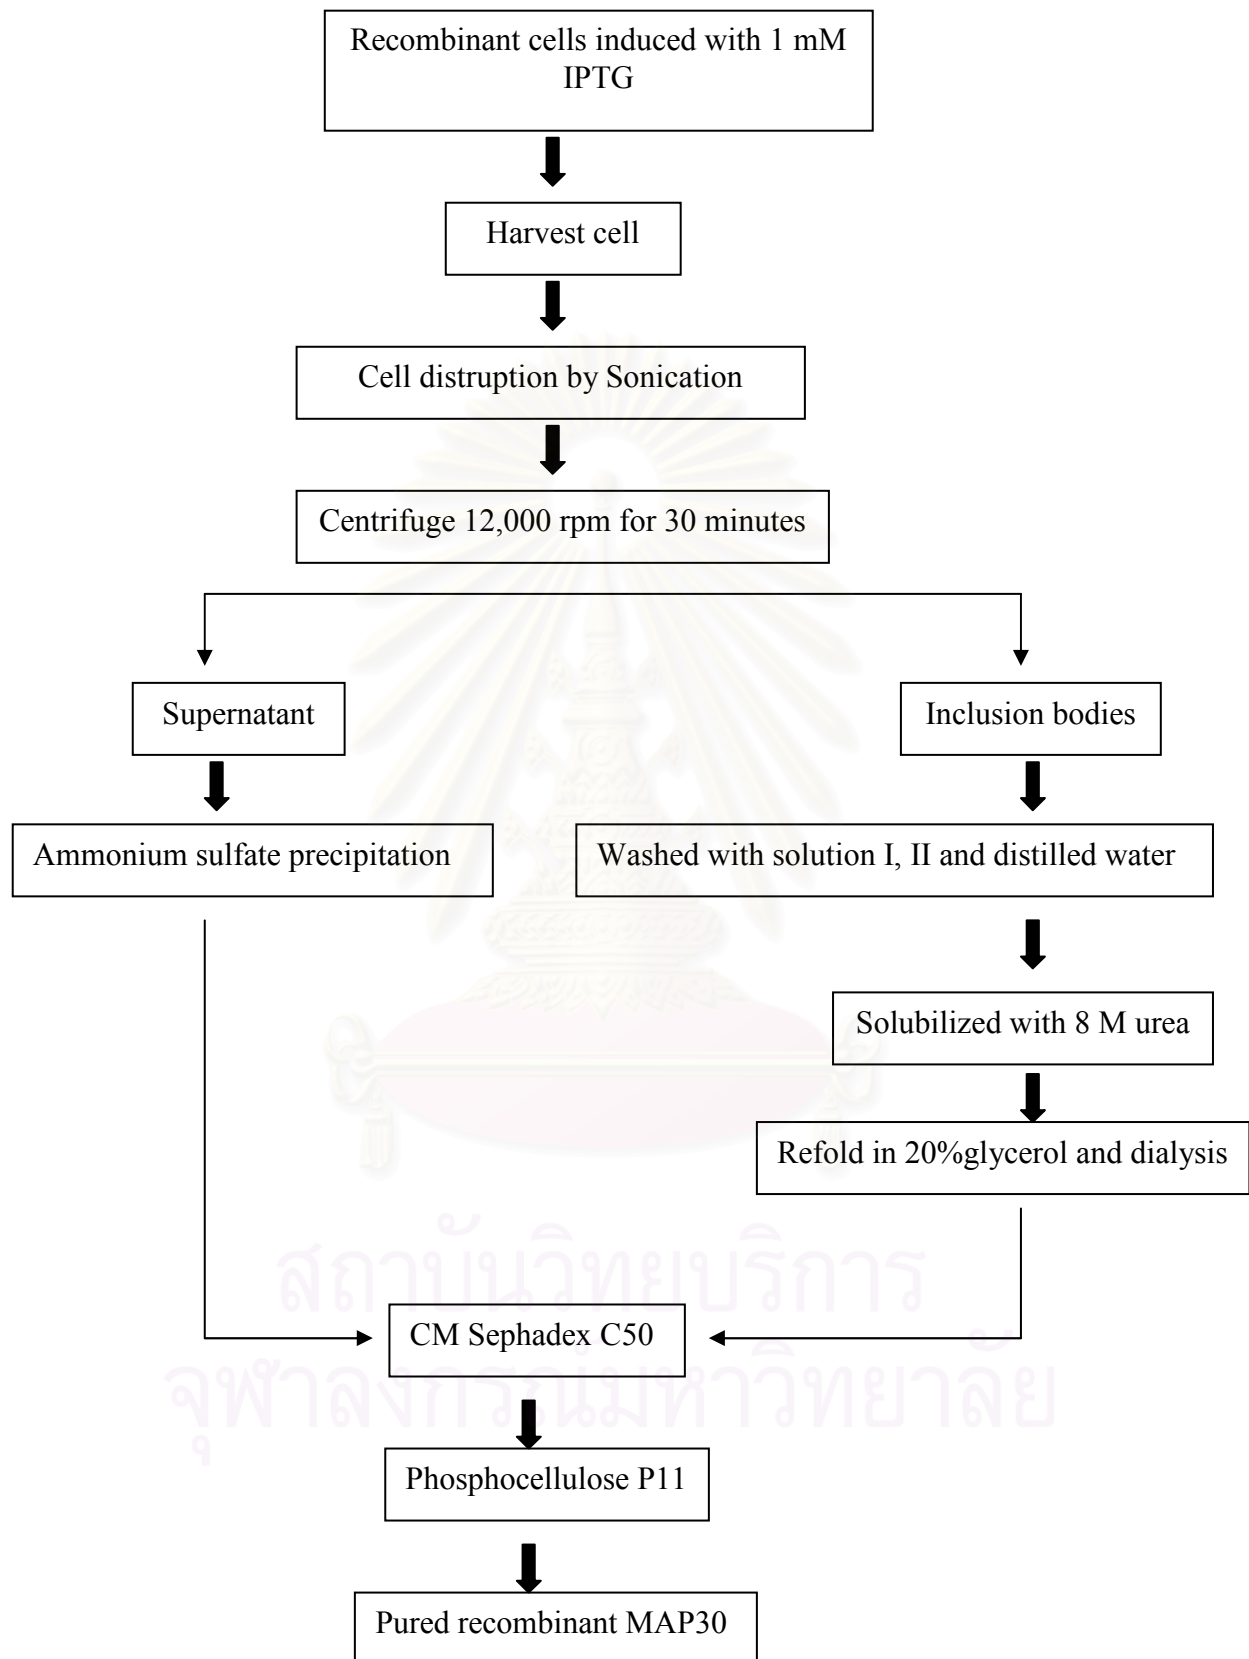 Recombinant cells induced with 1 mM
IPTG
Harvest cell
Cell distruption by Sonication
Centrifuge 12,000 rpm for 30 minutes
Supernatant
Inclusion bodies
Ammonium sulfate precipitation
Washed with solution I, II and distilled water
Solubilized with 8 M urea
Refold in 20%glycerol and dialysis
สถาบันวิทยบริการ
CM Sephadex C50
จุฬาลงกรณ์มหาวิทยาลัย
Phosphocellulose P11
Pured recombinant MAP30